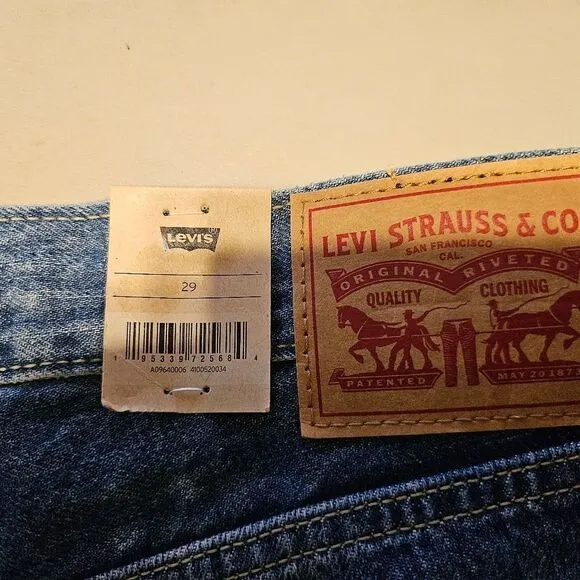 LEVI'S
29
1 95339 72568 4
A09640006 4100520034
LEVI STRAUSS & CO
SAN FRANCISCO
CAL.
ORIGINAL RIVETED
QUALITY CLOTHING
PATENTED MAY 20 1873